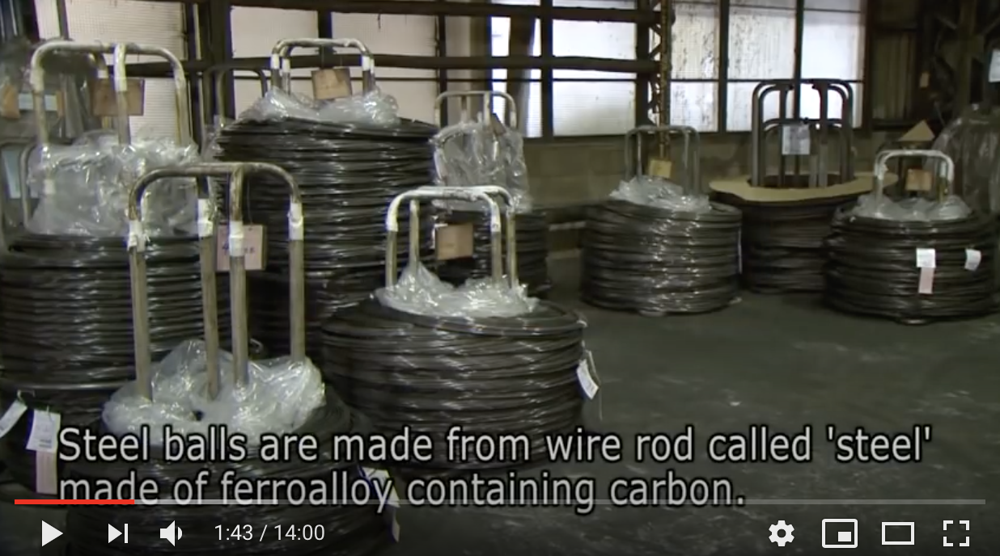 Steel balls are made from wire rod called 'steel'
made of ferroalloy containing carbon.
1:43 / 14:00